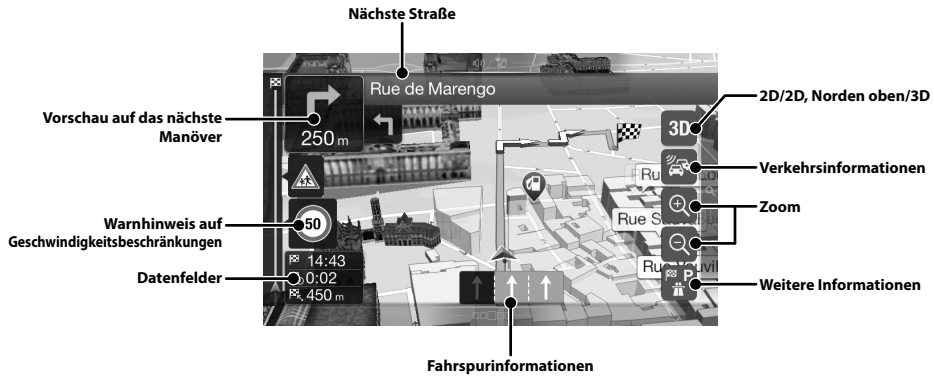 Nächste Straße
Rue de Marengo
Vorschau auf das nächste
Manöver
250 m
3D
2D/2D, Norden oben/3D
Verkehrsinformationen
Warnhinweis auf
Geschwindigkeitsbeschränkungen
50
Rue
Zoom
Datenfelder
14:43
0:02
450 m
P
Weitere Informationen
Fahrspurinformationen